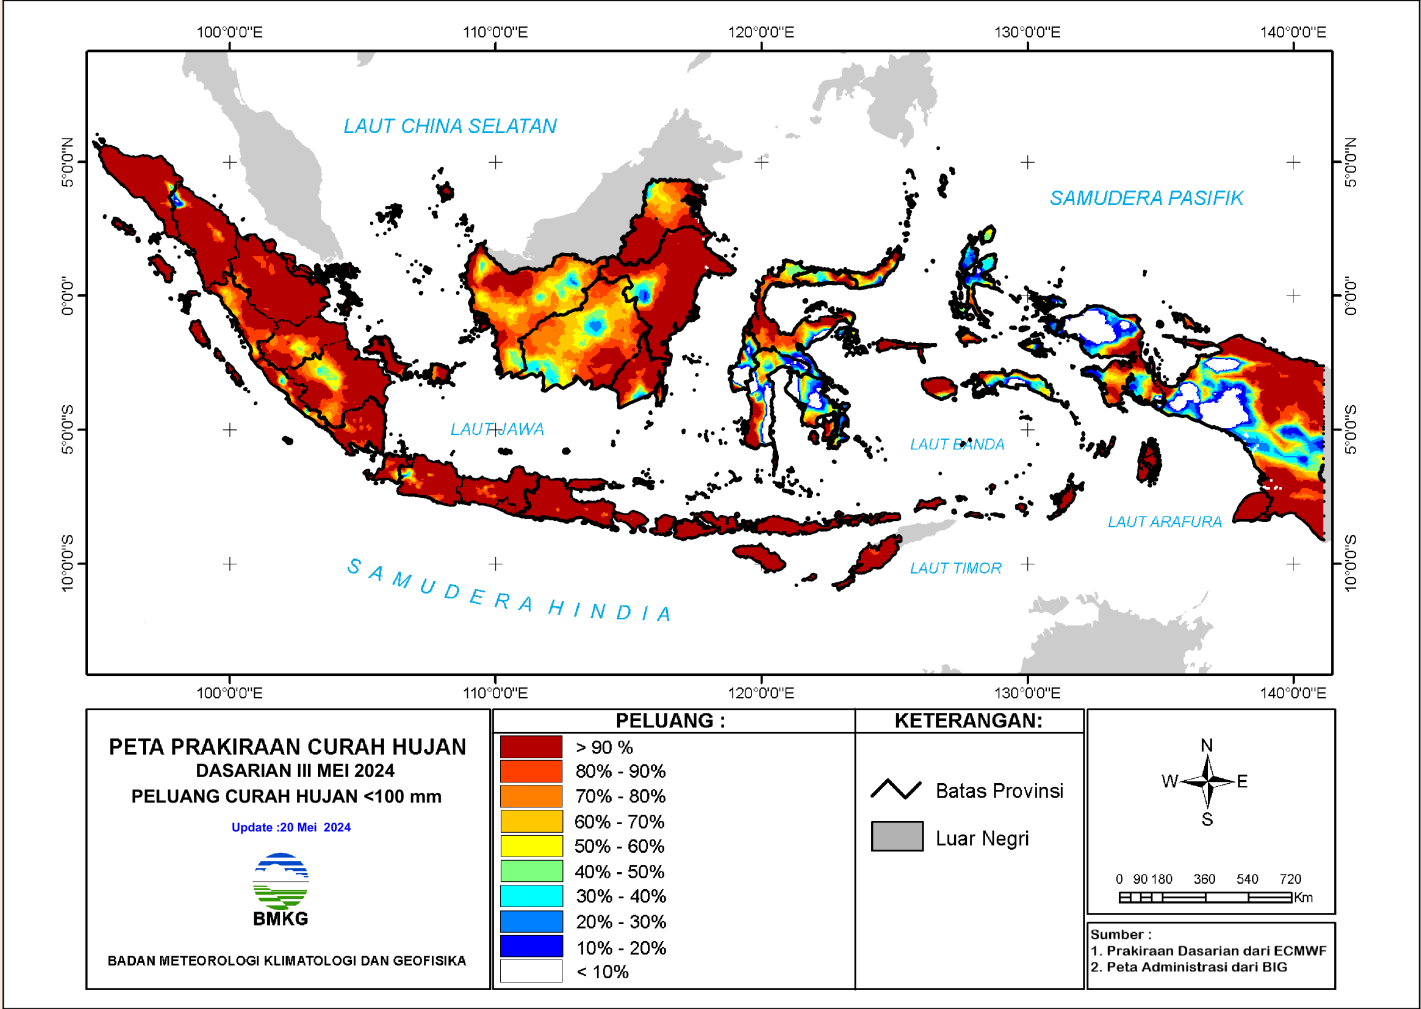 100°0'0"E 110°0'0"E 120°0'0"E 130°0'0"E 140°0'0"E
LAUT CHINA SELATAN
5°0'0"N 5°0'0"N
SAMUDERA PASIFIK
0°0'0" 0°0'0"
LAUT JAWA
5°0'0"S 5°0'0"S
LAUT BANDA
LAUT ARAFURA
10°0'0"S 10°0'0"S
LAUT TIMOR
SAMUDERA HINDIA
100°0'0"E 110°0'0"E 120°0'0"E 130°0'0"E 140°0'0"E
PETA PRAKIRAAN CURAH HUJAN
DASARIAN III MEI 2024
PELUANG CURAH HUJAN <100 mm
Update :20 Mei 2024
BMKG
BADAN METEOROLOGI KLIMATOLOGI DAN GEOFISIKA
PELUANG :
> 90 %
80% - 90%
70% - 80%
60% - 70%
50% - 60%
40% - 50%
30% - 40%
20% - 30%
10% - 20%
< 10%
KETERANGAN:
Batas Provinsi
Luar Negri
N
W E
S
0 90 180 360 540 720
Km
Sumber :
1. Prakiraan Dasarian dari ECMWF
2. Peta Administrasi dari BIG